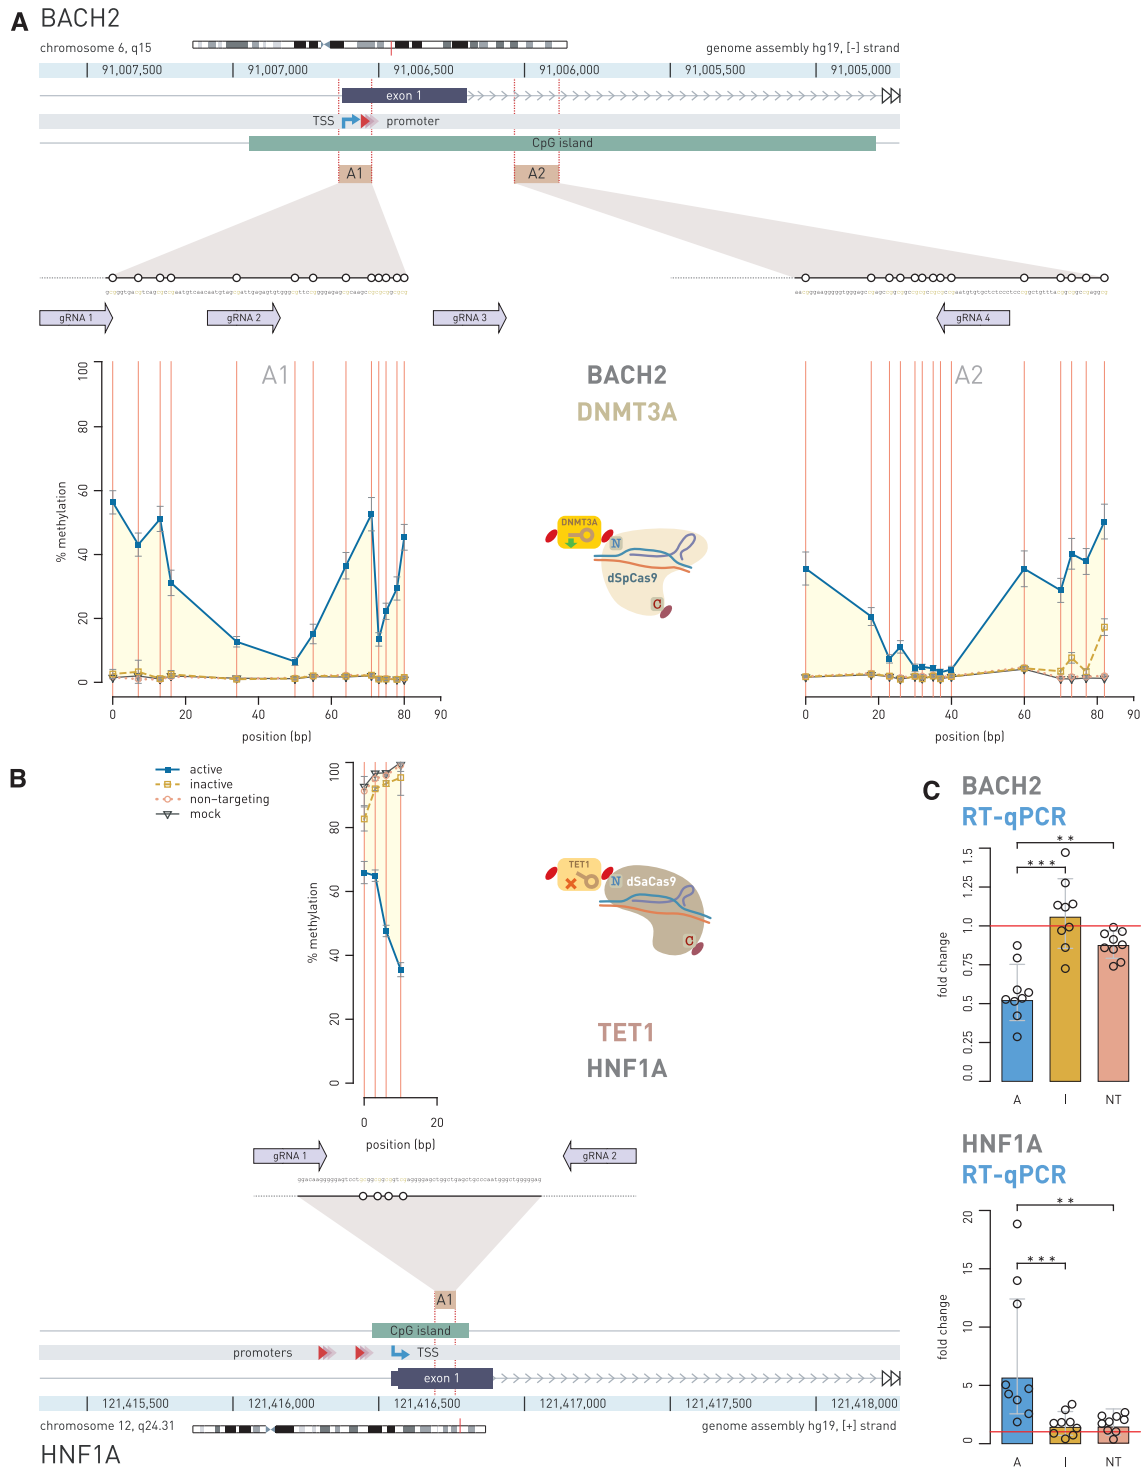 A
BACH2
chromosome 6, q15
genome assembly hg19, [-] strand
91,007,500
91,007,000
91,006,500
91,006,000
91,005,500
91,005,000
exon 1
TSS
promoter
CpG island
A1
A2
gRNA 1
gRNA 2
gRNA 3
gRNA 4
A1
BACH2
DNMT3A
A2
% methylation
0
20
40
60
80
100
DNMT3A
N
dSpCas9
C
0
20
40
60
80
90
position (bp)
0
20
40
60
80
90
position (bp)
B
active
inactive
non-targeting
mock
% methylation
0
20
40
60
80
100
0
20
position (bp)
TET1
N
dSaCas9
C
TET1
HNF1A
gRNA 1
gRNA 2
A1
CpG island
promoters
TSS
exon 1
121,415,500
121,416,000
121,416,500
121,417,000
121,417,500
121,418,000
chromosome 12, q24.31
genome assembly hg19, [+] strand
HNF1A
C
BACH2
RT-qPCR
fold change
0.0
0.25
0.5
0.75
1.0
1.25
1.5
**
***
A
I
NT
HNF1A
RT-qPCR
fold change
0
5
10
15
20
**
***
A
I
NT